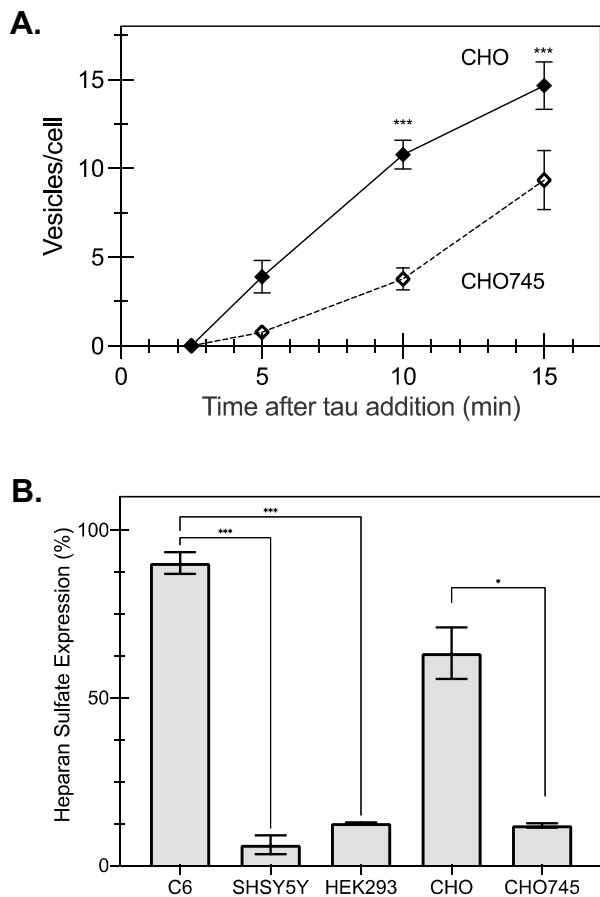 A.
CHO
***
***
15
10
5
0
Vesicles/cell
CHO745
0 5 10 15
Time after tau addition (min)
B.
***
***
*
100
50
0
Heparan Sulfate Expression (%)
C6 SHSY5Y HEK293 CHO CHO745